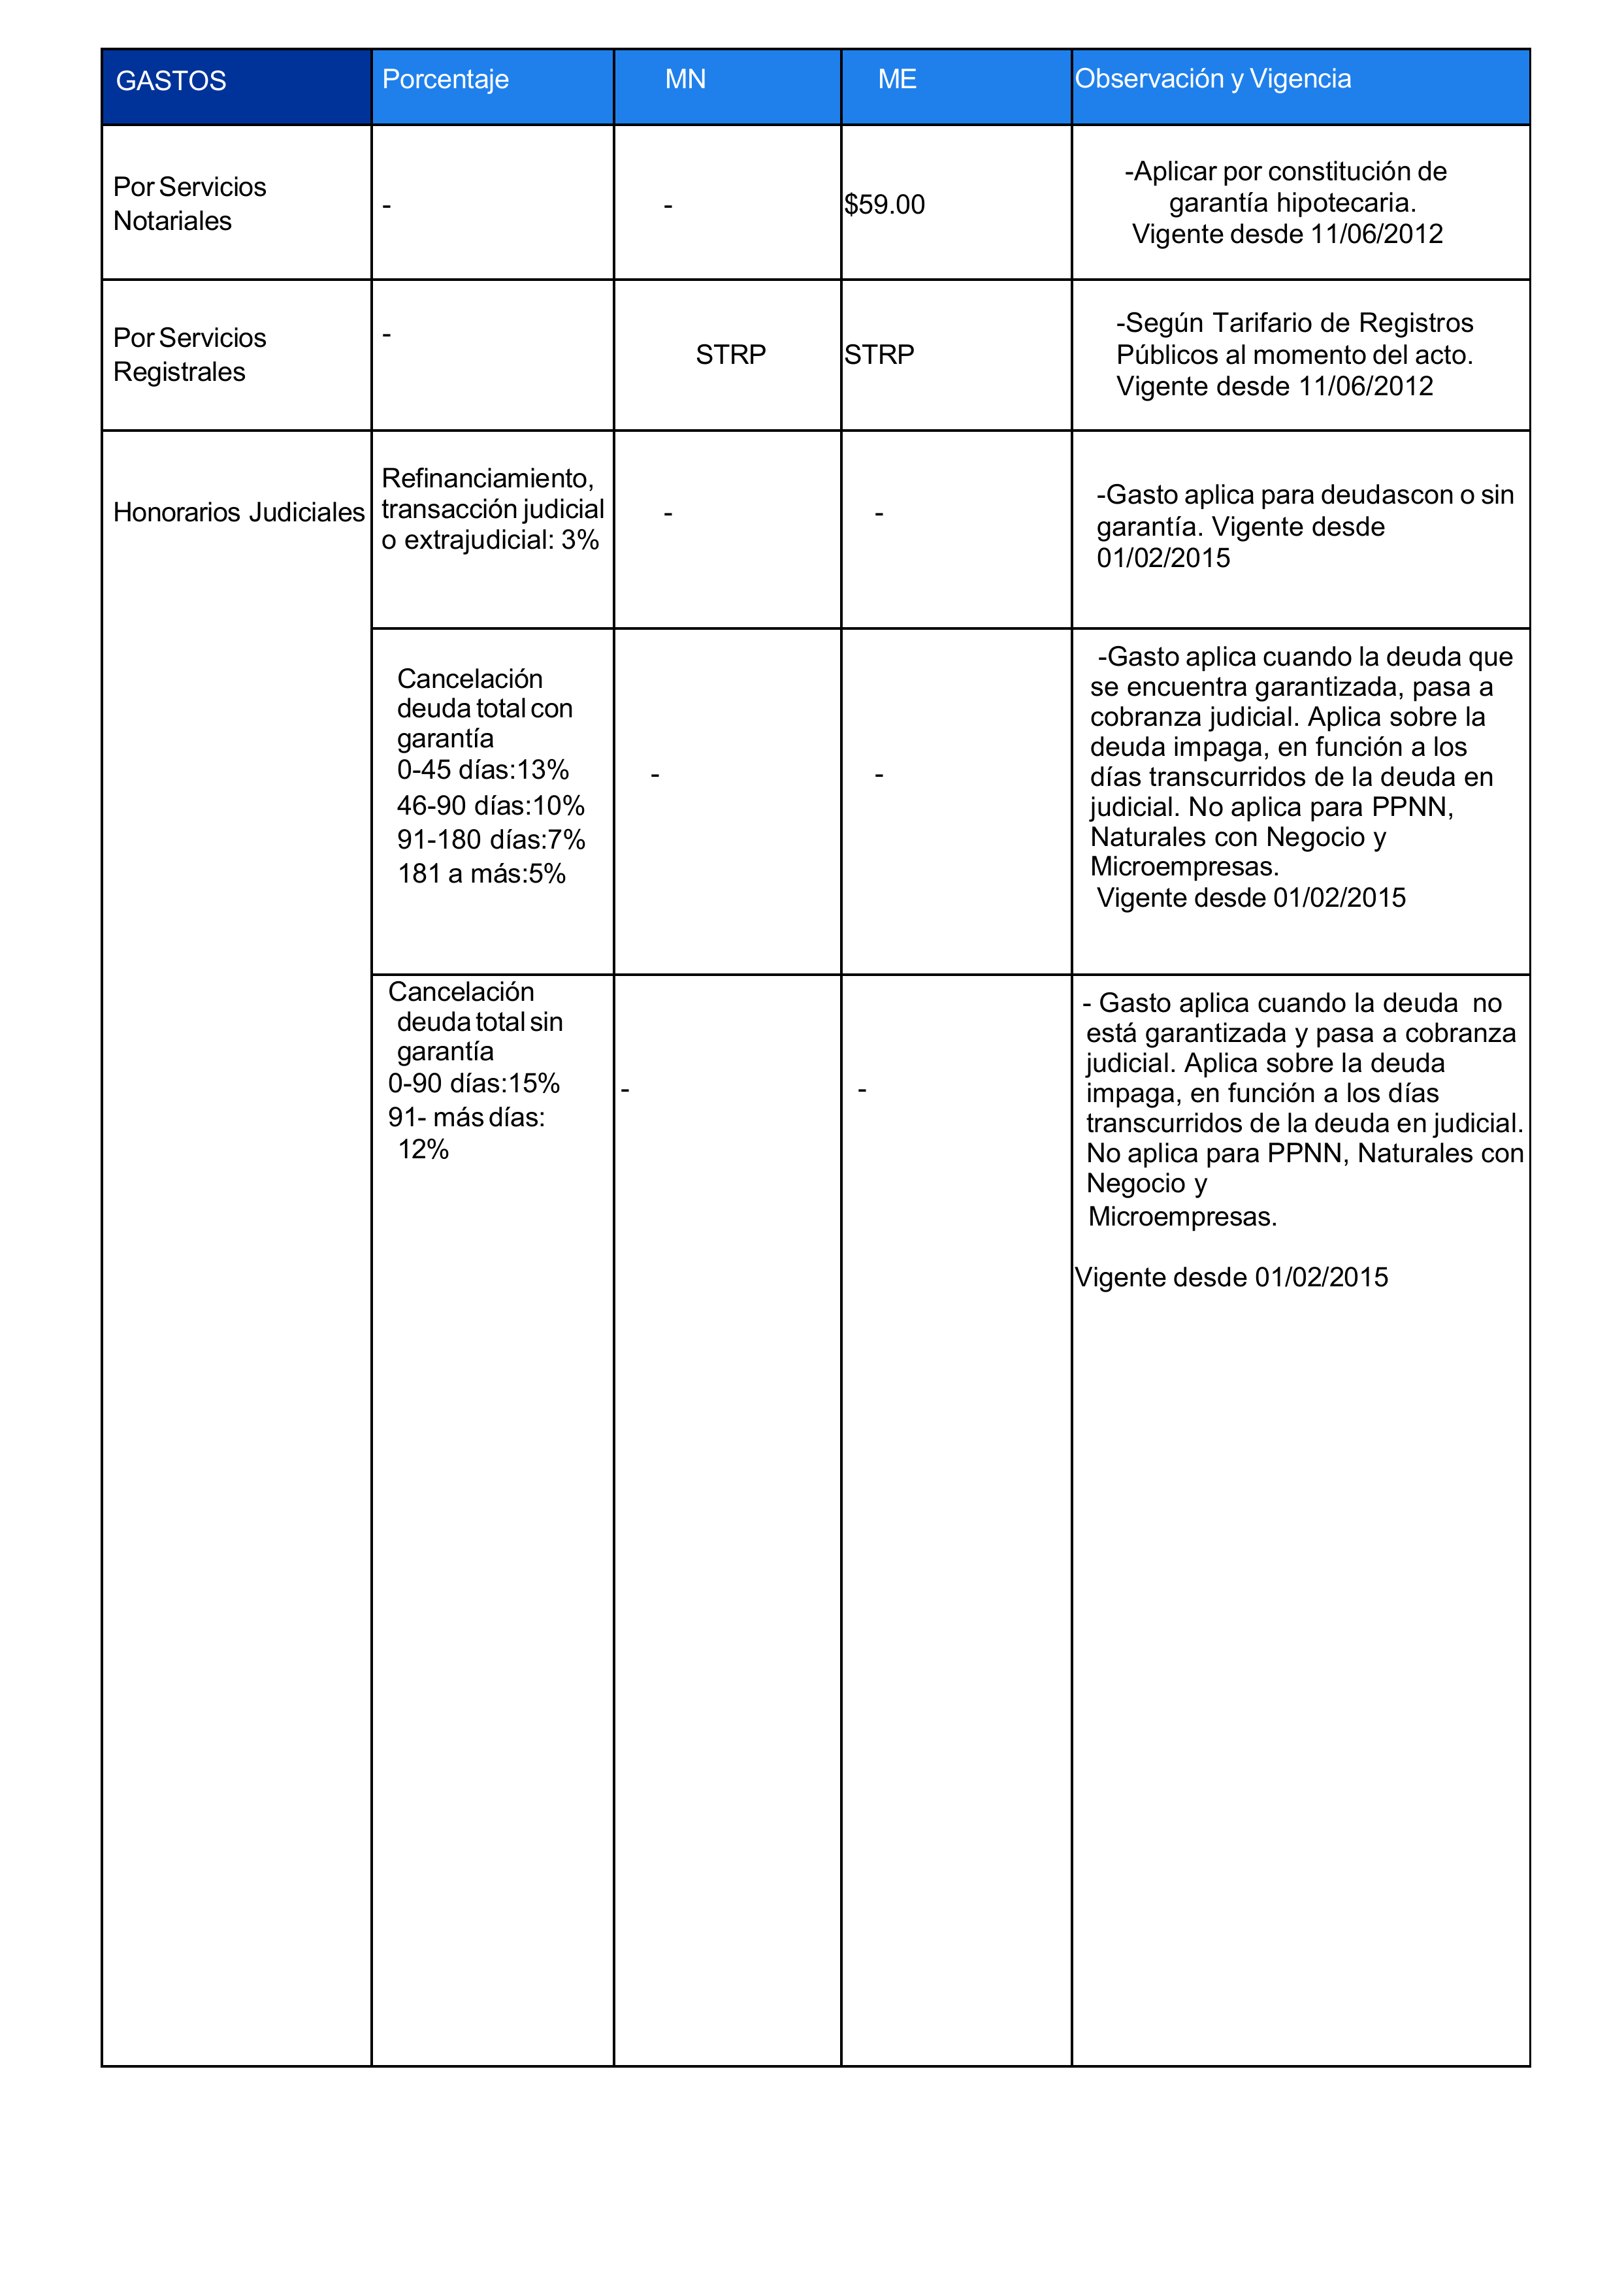 GASTOS Porcentaje MN ME Observación y Vigencia
Por Servicios
Notariales
-
-
$59.00
-Aplicar por constitución de
garantía hipotecaria.
Vigente desde 11/06/2012
Por Servicios
Registrales
-
STRP
STRP
-Según Tarifario de Registros
Públicos al momento del acto.
Vigente desde 11/06/2012
Honorarios Judiciales
Refinanciamiento,
transacción judicial
o extrajudicial: 3%
-
-
-Gasto aplica para deudascon o sin
garantía. Vigente desde
01/02/2015
Cancelación
deuda total con
garantía
0-45 días:13%
46-90 días:10%
91-180 días:7%
181 a más:5%
-
-
-Gasto aplica cuando la deuda que
se encuentra garantizada, pasa a
cobranza judicial. Aplica sobre la
deuda impaga, en función a los
días transcurridos de la deuda en
judicial. No aplica para PPNN,
Naturales con Negocio y
Microempresas.
Vigente desde 01/02/2015
Cancelación
deuda total sin
garantía
0-90 días:15%
91- más días:
12%
-
-
- Gasto aplica cuando la deuda no
está garantizada y pasa a cobranza
judicial. Aplica sobre la deuda
impaga, en función a los días
transcurridos de la deuda en judicial.
No aplica para PPNN, Naturales con
Negocio y
Microempresas.
Vigente desde 01/02/2015